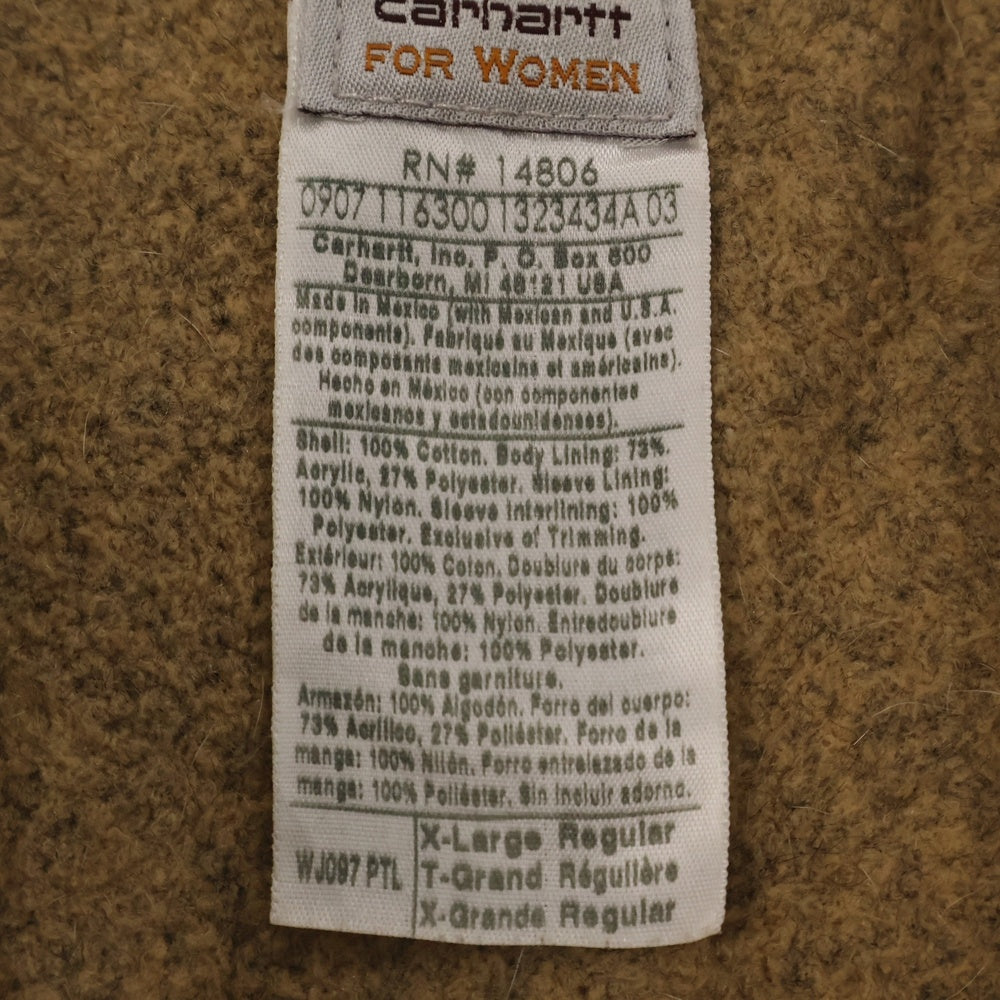 carhartt
FOR WOMEN
RN# 14806
0907 116300 1323434A 03
Carhartt, Inc. P. O. Box 600
Dearborn, MI 48121 USA
Made in Mexico (with Mexican and U.S.A.
components). Fabriqué au Mexique (avec
des composants mexicains et américains).
Hecho en México (con componentes
mexicanos y estadounidenses).
Shell: 100% Cotton. Body Lining: 73%
Acrylic, 27% Polyester. Sleeve Lining:
100% Nylon. Sleeve Interlining: 100%
Polyester. Exclusive of Trimming.
Extérieur: 100% Coton. Doublure du corps:
73% Acrylique, 27% Polyester. Doublure
de la manche: 100% Nylon. Entredoublure
de la manche: 100% Polyester.
Sans garniture.
Armazón: 100% Algodón. Forro del cuerpo:
73% Acrílico, 27% Poliéster. Forro de la
manga: 100% Nilón. Forro entrelazado de la
manga: 100% Poliéster. Sin incluir adorno.
WJ097 PTL
X-Large Regular
T-Grand Régulière
X-Grande Regular